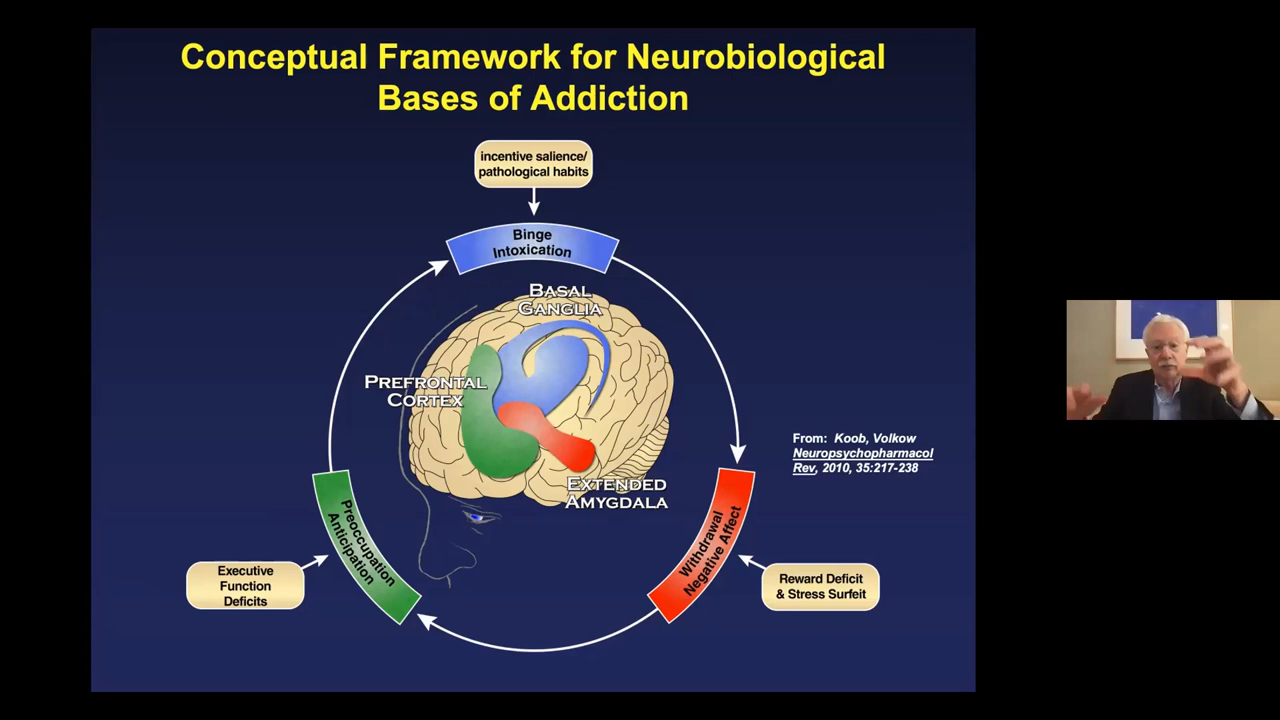 Conceptual Framework for Neurobiological
Bases of Addiction
incentive salience/
pathological habits
Binge
Intoxication
BASAL
GANGLIA
PREFRONTAL
CORTEX
EXTENDED
AMYGDALA
From: Koob, Volkow
Neuropsychopharmacol
Rev, 2010, 35:217-238
Preoccupation
Anticipation
Withdrawal
Negative Affect
Executive
Function
Deficits
Reward Deficit
& Stress Surfeit